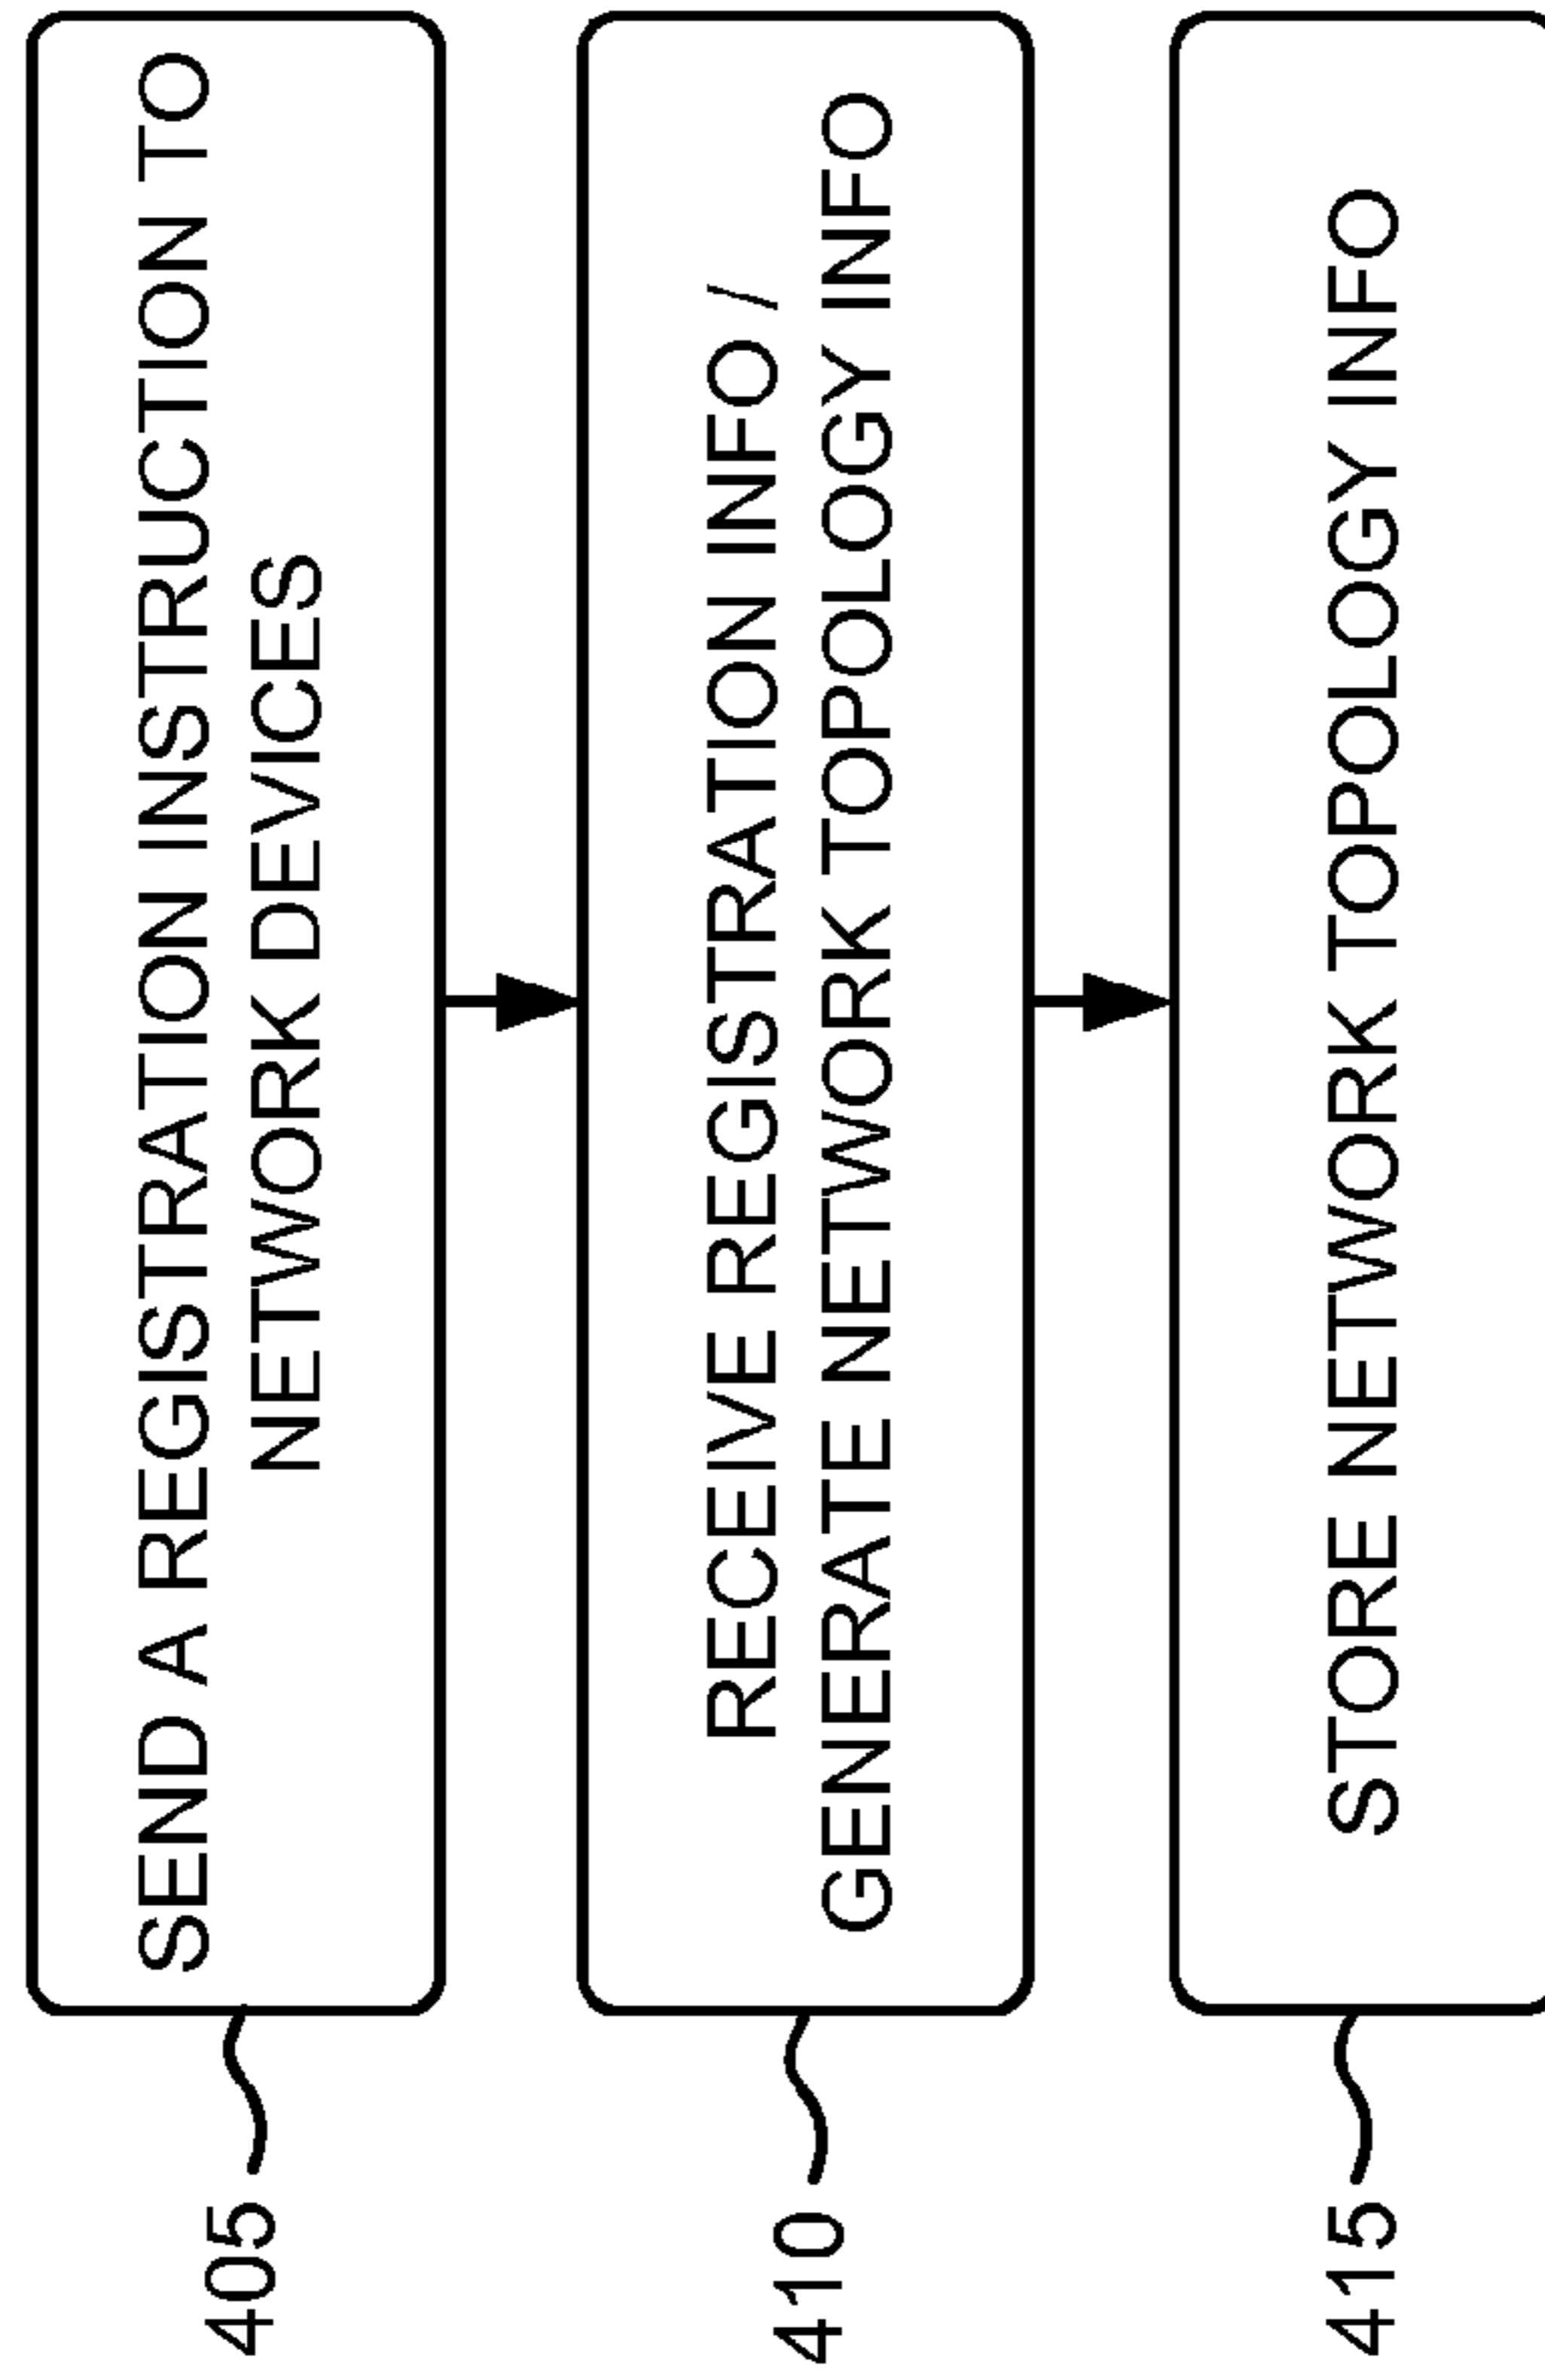 405
SEND A REGISTRATION INSTRUCTION TO
NETWORK DEVICES
410
RECEIVE REGISTRATION INFO /
GENERATE NETWORK TOPOLOGY INFO
415
STORE NETWORK TOPOLOGY INFO